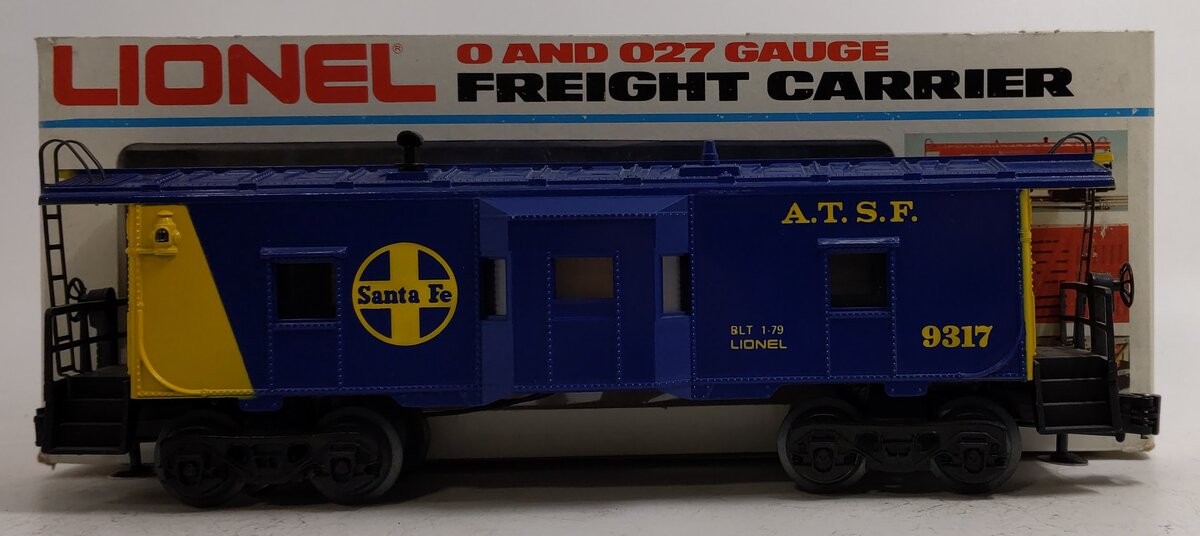 LIONEL®
O AND O27 GAUGE
FREIGHT CARRIER
A.T.S.F.
Santa Fe
BLT 1-79
LIONEL
9317